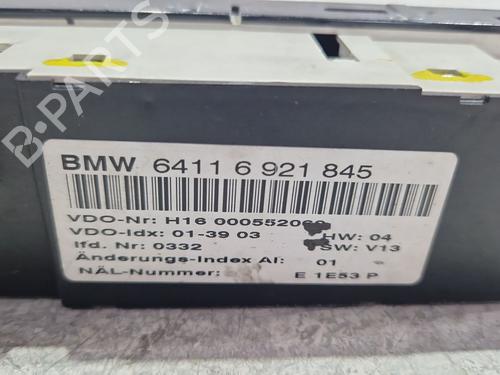 B-PARTS
BMW 6411 6 921 845
VDO-Nr: H16 0005520
VDO-Idx: 01-39 03 HW: 04
lfd. Nr: 0332 SW: V13
Änderungs-Index AI: 01
NÄL-Nummer: E 1E53 P